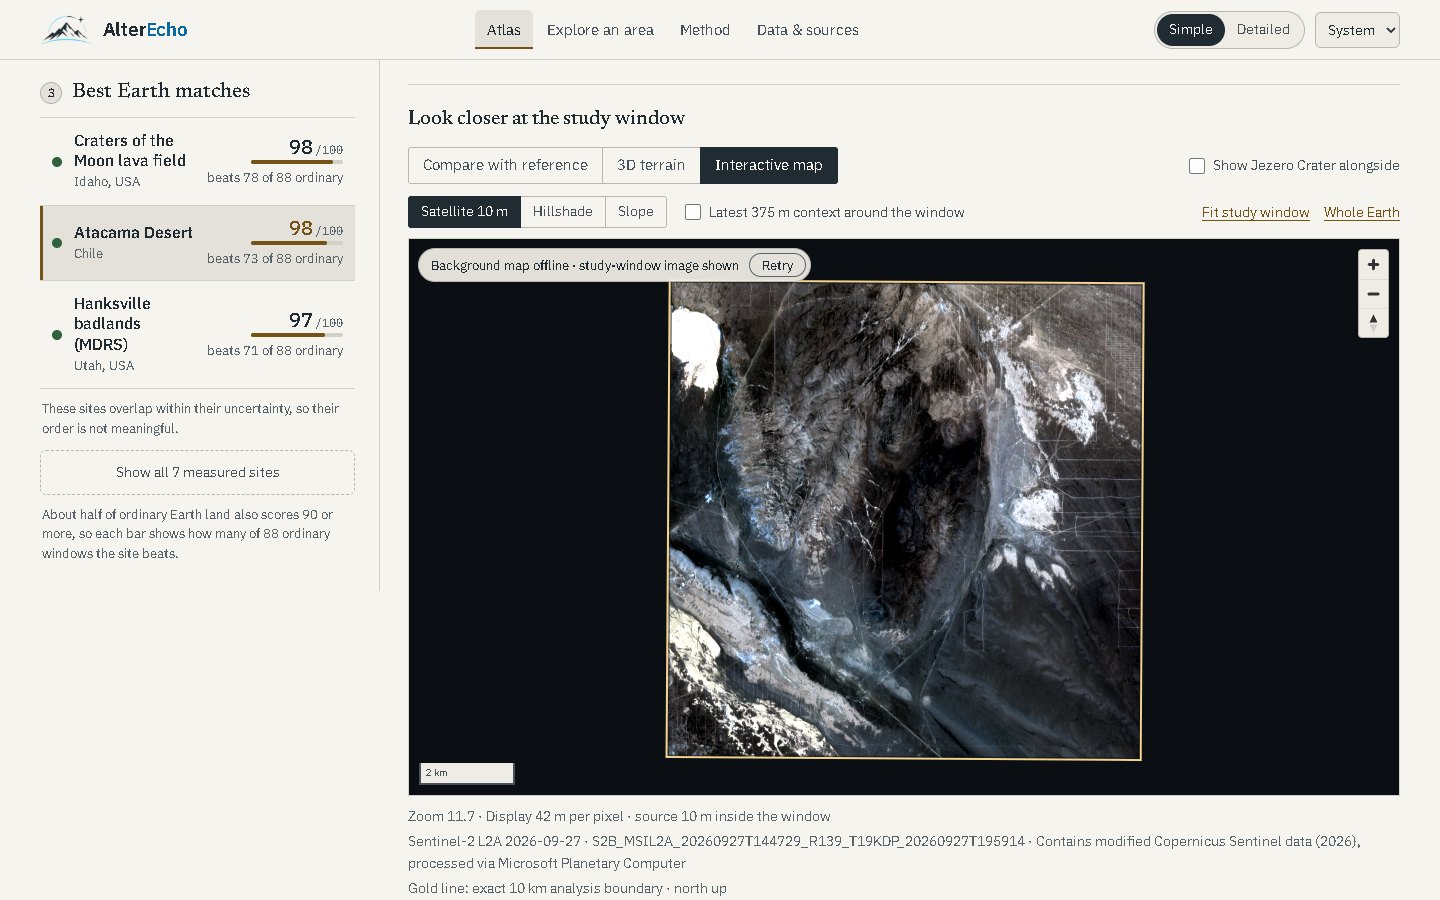 AlterEcho
Atlas
Explore an area
Method
Data & sources
Simple
Detailed
System
3
Best Earth matches
Craters of the
Moon lava field
Idaho, USA
98 /100
beats 78 of 88 ordinary
Atacama Desert
Chile
98 /100
beats 73 of 88 ordinary
Hanksville
badlands
(MDRS)
Utah, USA
97 /100
beats 71 of 88 ordinary
These sites overlap within their uncertainty, so their
order is not meaningful.
Show all 7 measured sites
About half of ordinary Earth land also scores 90 or
more, so each bar shows how many of 88 ordinary
windows the site beats.
Look closer at the study window
Compare with reference
3D terrain
Interactive map
Show Jezero Crater alongside
Satellite 10 m
Hillshade
Slope
Latest 375 m context around the window
Fit study window
Whole Earth
Background map offline · study-window image shown
Retry
2 km
Zoom 11.7 · Display 42 m per pixel · source 10 m inside the window
Sentinel-2 L2A 2026-09-27 · S2B_MSIL2A_20260927T144729_R139_T19KDP_20260927T195914 · Contains modified Copernicus Sentinel data (2026),
processed via Microsoft Planetary Computer
Gold line: exact 10 km analysis boundary · north up